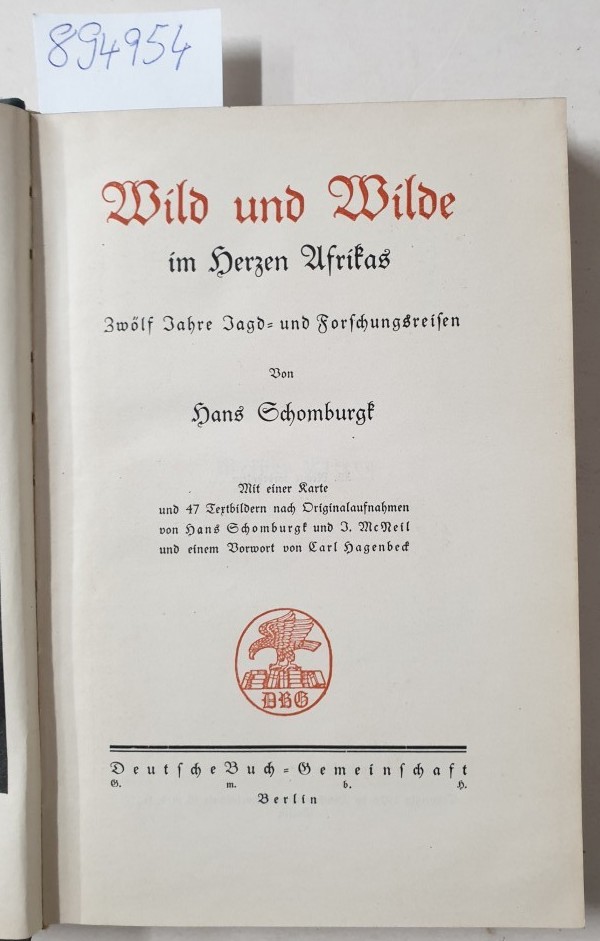 894954
Wild und Wilde
im Herzen Afrikas
Zwölf Jahre Jagd- und Forschungsreisen
Von
Hans Schomburgk
Mit einer Karte
und 47 Textbildern nach Originalaufnahmen
von Hans Schomburgk und J. McNeil
und einem Vorwort von Carl Hagenbeck
DBG
Deutsche Buch-Gemeinschaft
G. m. b. H.
Berlin